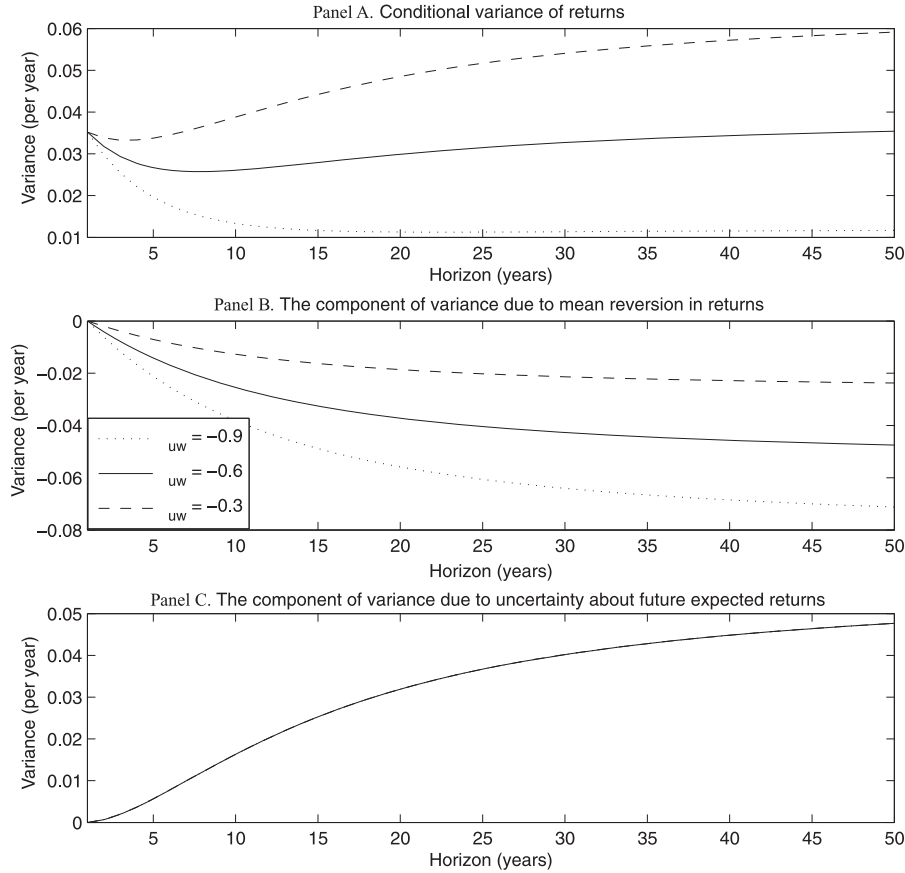 Panel A. Conditional variance of returns
Variance (per year)
0.06
0.05
0.04
0.03
0.02
0.01
5 10 15 20 25 30 35 40 45 50
Horizon (years)
Panel B. The component of variance due to mean reversion in returns
Variance (per year)
0
−0.02
−0.04
−0.06
−0.08
uw = −0.9
uw = −0.6
uw = −0.3
5 10 15 20 25 30 35 40 45 50
Horizon (years)
Panel C. The component of variance due to uncertainty about future expected returns
Variance (per year)
0.05
0.04
0.03
0.02
0.01
0
5 10 15 20 25 30 35 40 45 50
Horizon (years)